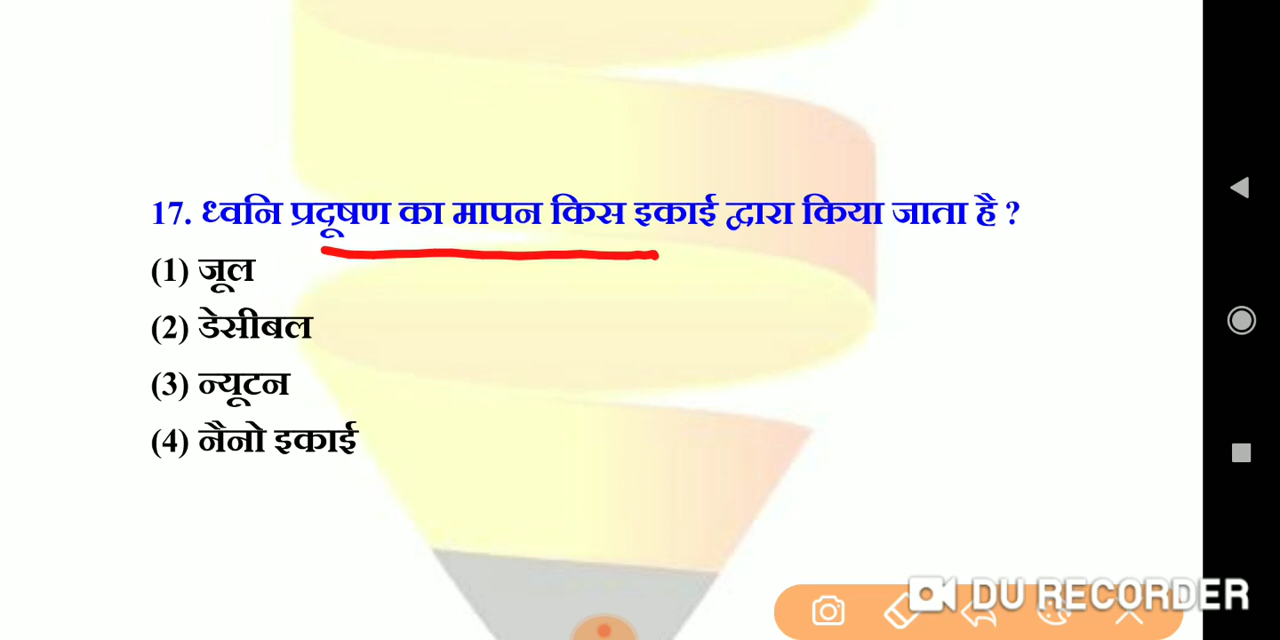 17. ध्वनि प्रदूषण का मापन किस इकाई द्वारा किया जाता है ?
(1) जूल
(2) डेसीबल
(3) न्यूटन
(4) नैनो इकाई
DU RECORDER